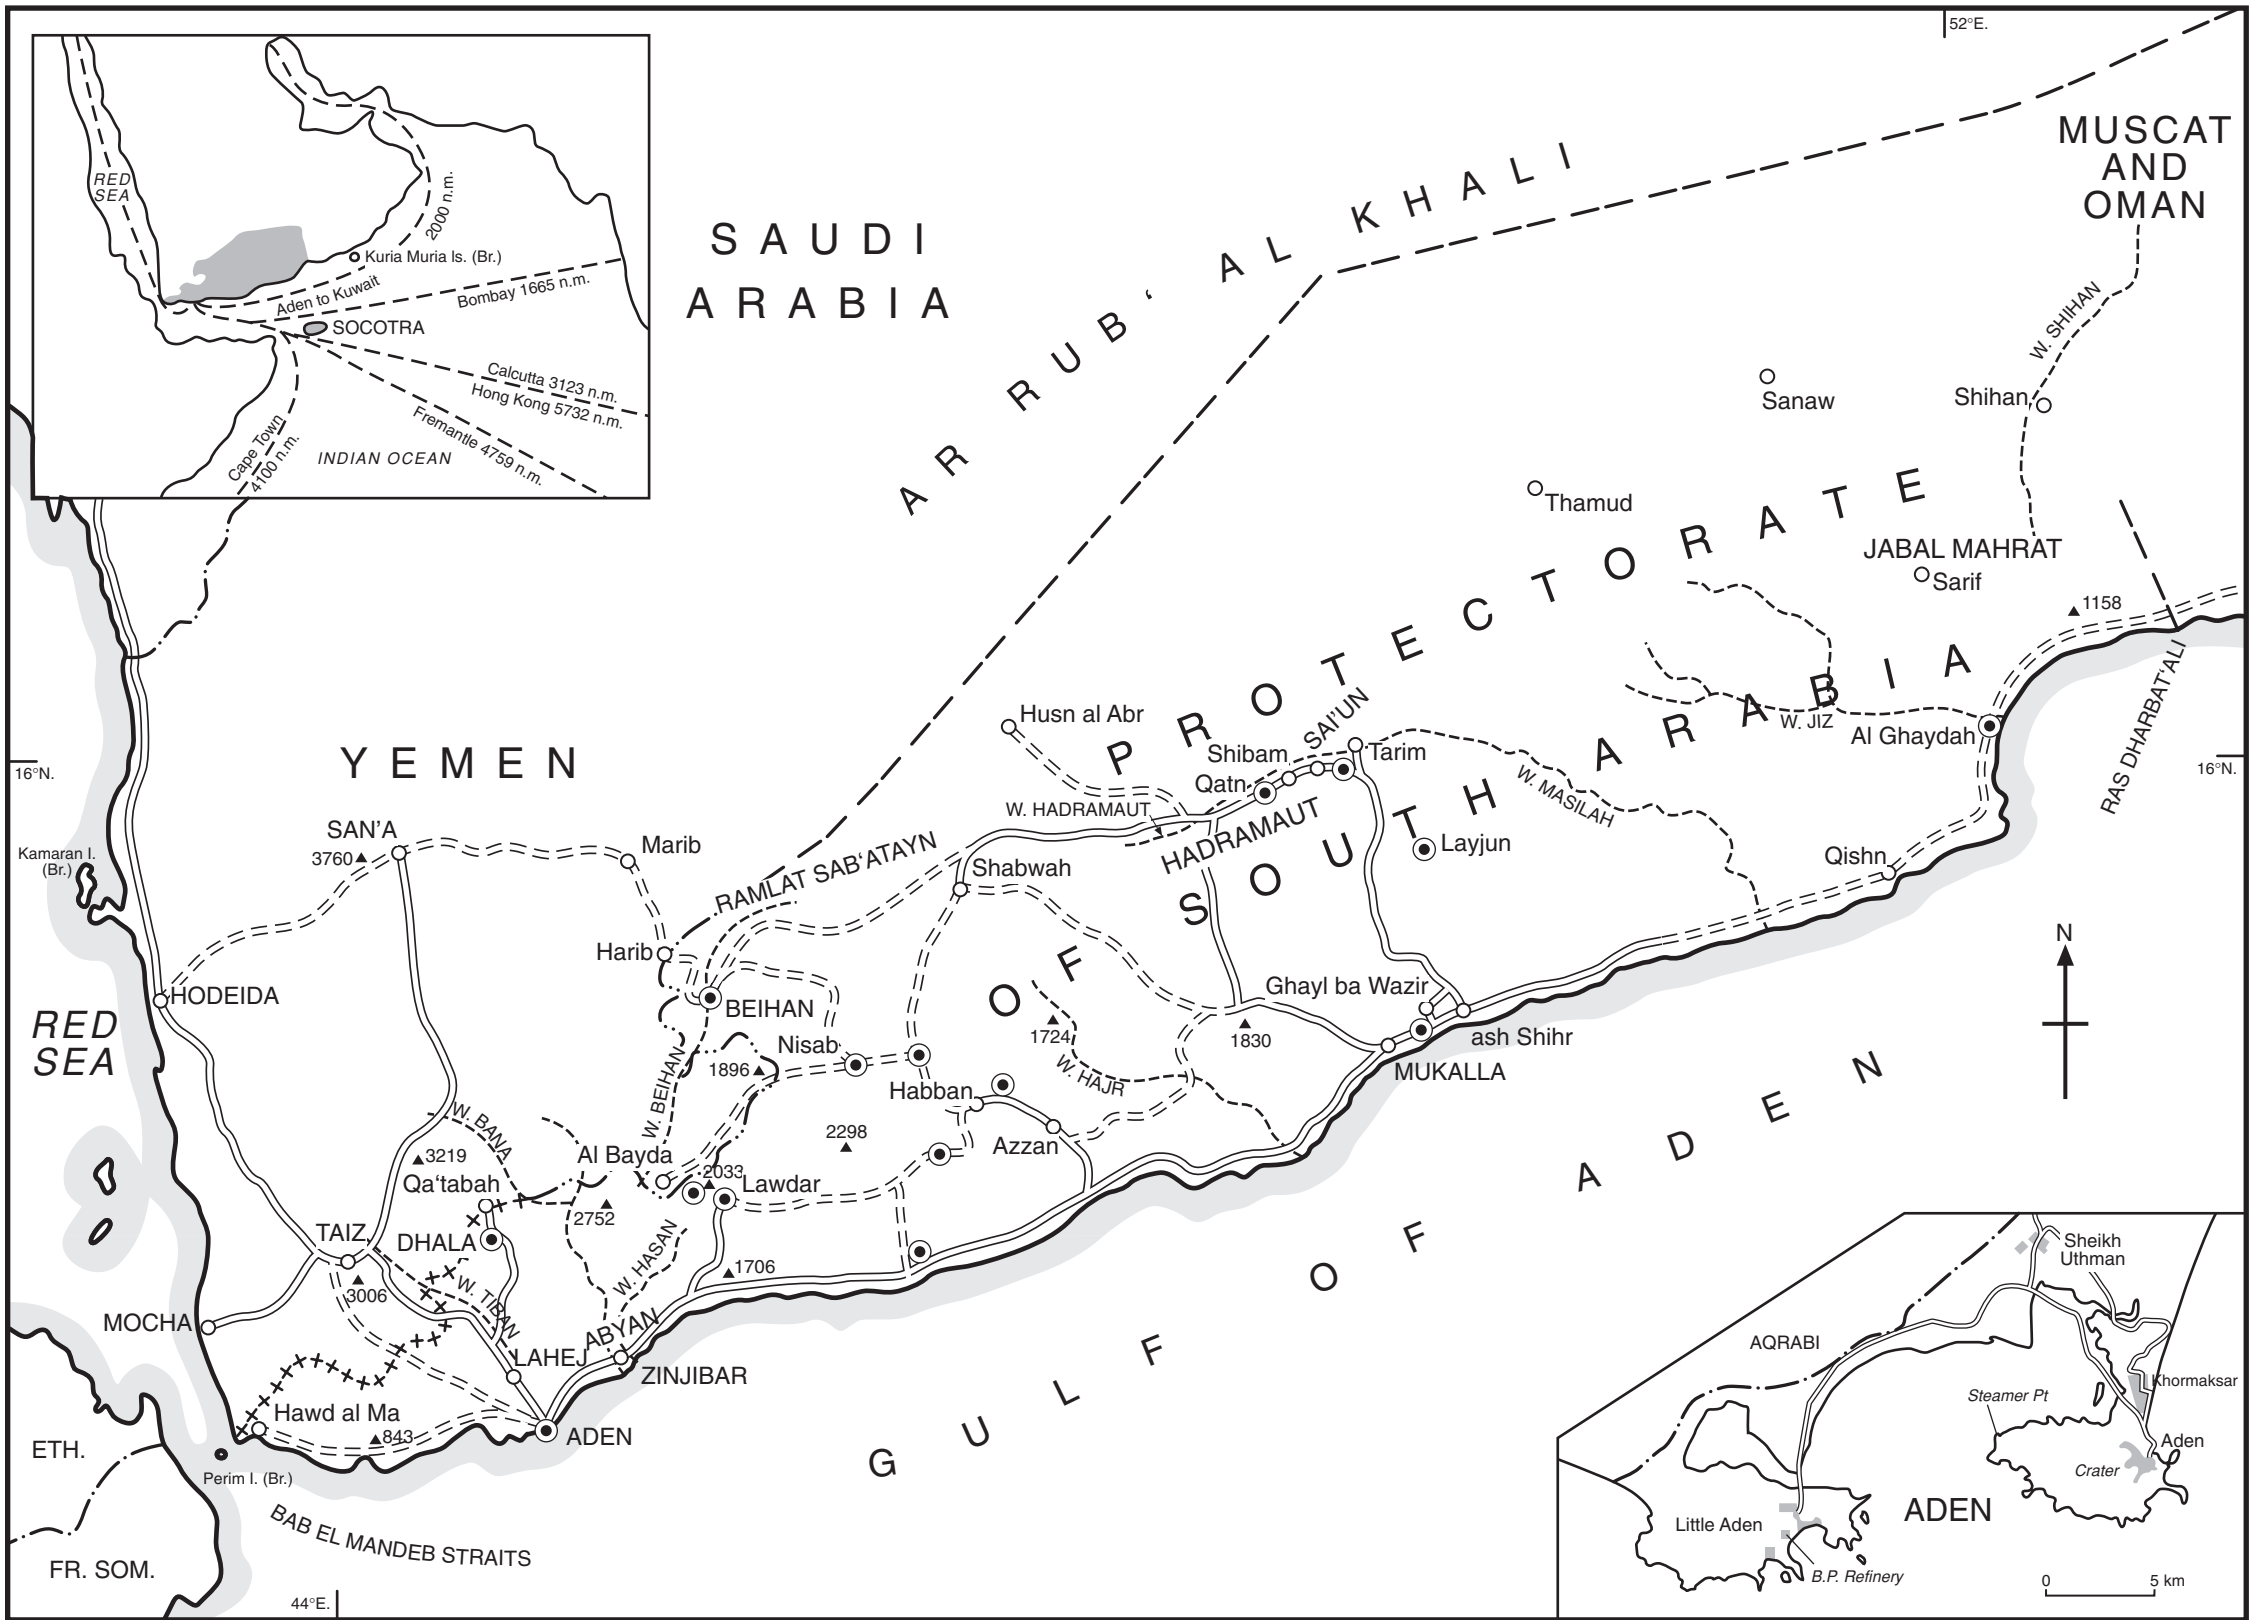 52°E.
MUSCAT
AND
OMAN
RED
SEA
2000 n.m.
Kuria Muria Is. (Br.)
Aden to Kuwait
Bombay 1665 n.m.
SOCOTRA
Calcutta 3123 n.m.
Hong Kong 5732 n.m.
Fremantle 4759 n.m.
Cape Town
4100 n.m.
INDIAN OCEAN
SAUDI
ARABIA
AR RUB‘ AL KHALI
W. SHIHAN
Sanaw
Shihan
Thamud
PROTECTORATE
OF
SOUTH ARABIA
JABAL MAHRAT
Sarif
1158
RAS DHARBAT‘ALI
W. JIZ
Al Ghaydah
16°N.
16°N.
YEMEN
Husn al Abr
Shibam
SAI’UN
Tarim
Qatn
W. HADRAMAUT
HADRAMAUT
W. MASILAH
Layjun
Qishn
SAN’A
3760
Marib
RAMLAT SAB‘ATAYN
Shabwah
Kamaran I.
(Br.)
Harib
HODEIDA
BEIHAN
RED
SEA
Nisab
1896
W. BEIHAN
Habban
1724
W. HAJR
1830
Ghayl ba Wazir
ash Shihr
MUKALLA
N
W. BANA
3219
Qa‘tabah
Al Bayda
2033
Lawdar
2298
Azzan
2752
W. HASAN
TAIZ
DHALA
3006
W. TIBAN
1706
MOCHA
LAHEJ
ABYAN
ZINJIBAR
Hawd al Ma
843
ADEN
GULF OF ADEN
ETH.
Perim I. (Br.)
BAB EL MANDEB STRAITS
FR. SOM.
44°E.
Sheikh
Uthman
AQRABI
Khormaksar
Steamer Pt
Aden
Crater
Little Aden
ADEN
B.P. Refinery
0 5 km